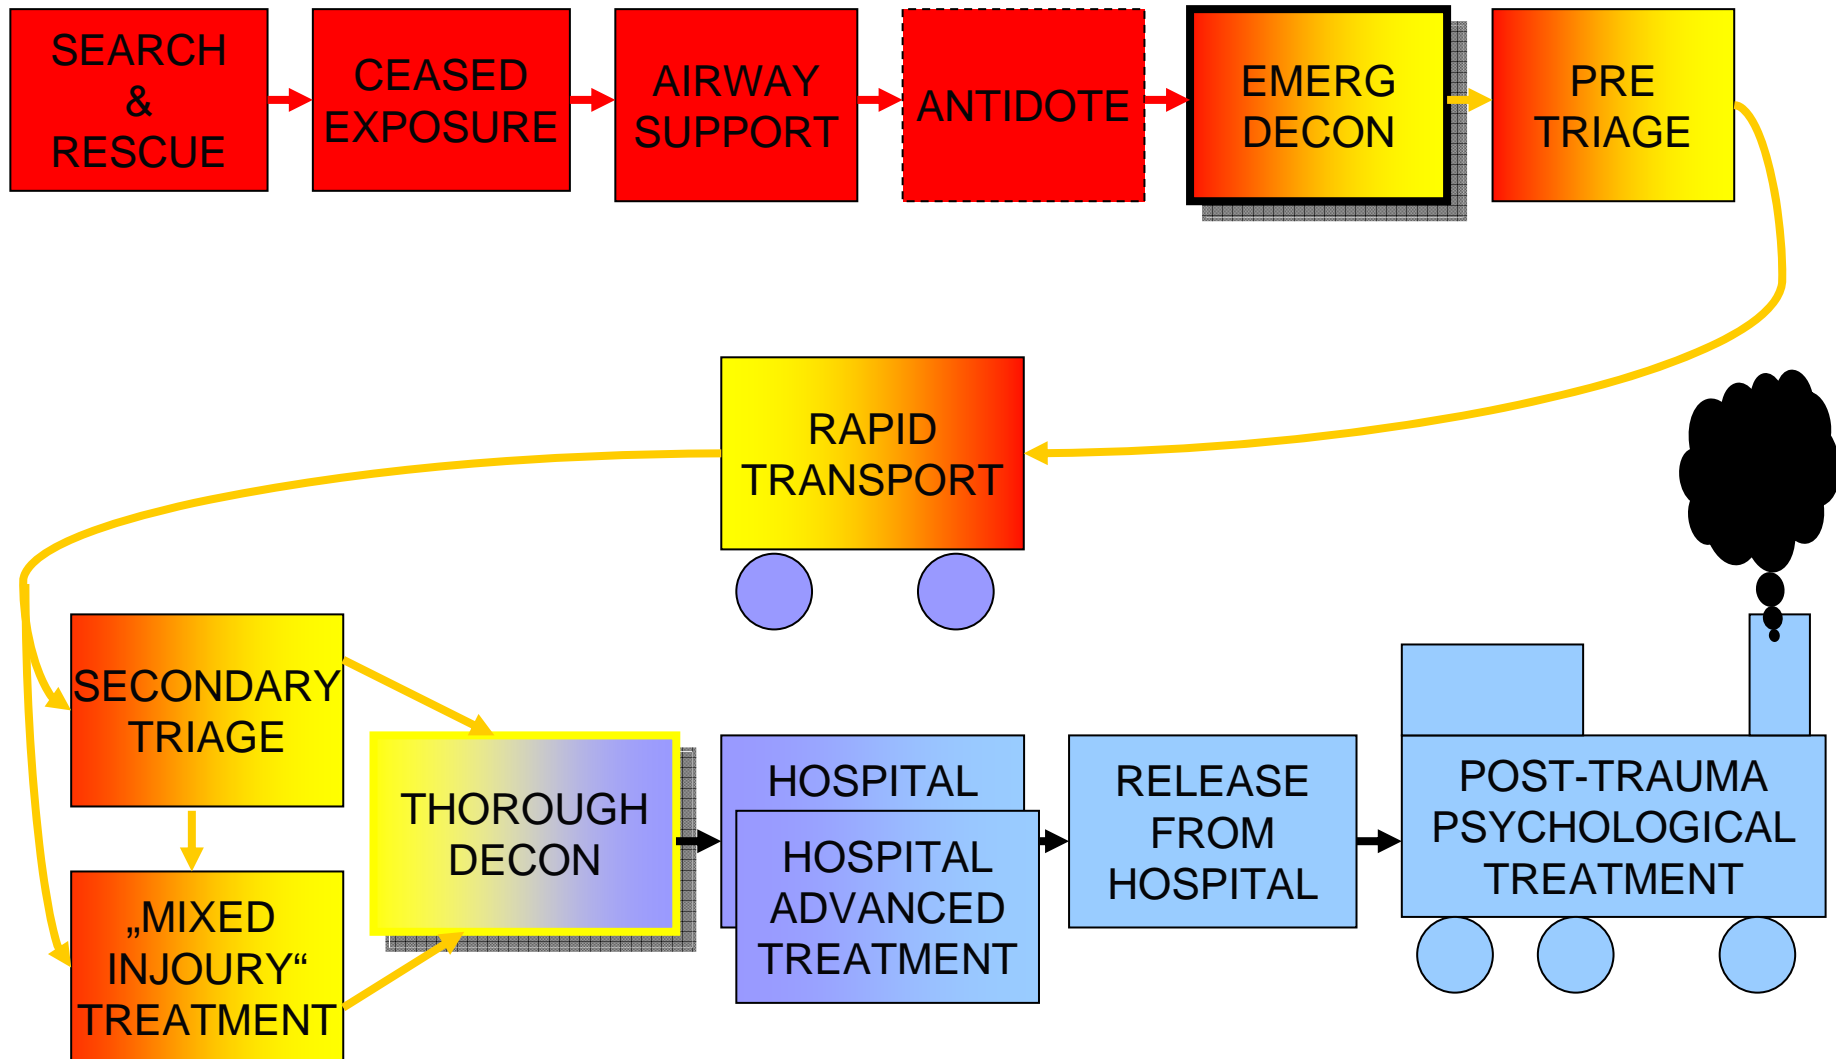 SEARCH
&
RESCUE
CEASED
EXPOSURE
AIRWAY
SUPPORT
ANTIDOTE
EMERG
DECON
PRE
TRIAGE
RAPID
TRANSPORT
SECONDARY
TRIAGE
„MIXED
INJOURY“
TREATMENT
THOROUGH
DECON
HOSPITAL
HOSPITAL
ADVANCED
TREATMENT
RELEASE
FROM
HOSPITAL
POST-TRAUMA
PSYCHOLOGICAL
TREATMENT